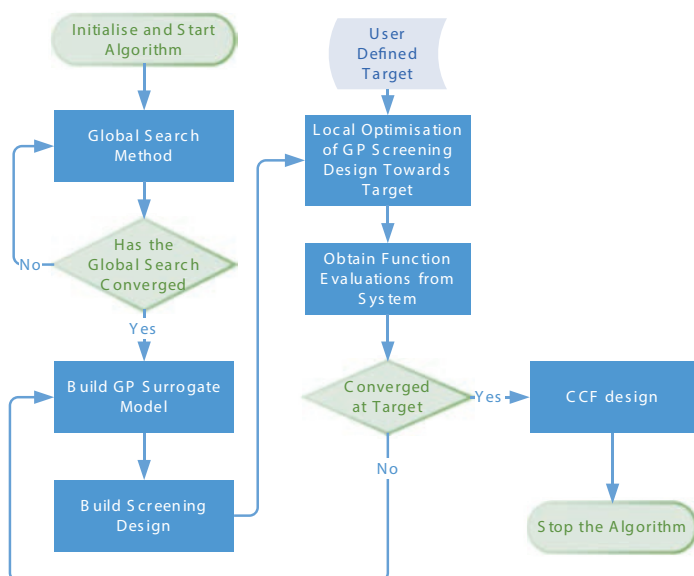 Initialise and Start
Algorithm
Global Search
Method
Has the
Global Search
Converged
No
Yes
Build GP Surrogate
Model
Build Screening
Design
User
Defined
Target
Local Optimisation
of GP Screening
Design Towards
Target
Obtain Function
Evaluations from
System
Converged
at Target
Yes
No
CCF design
Stop the Algorithm